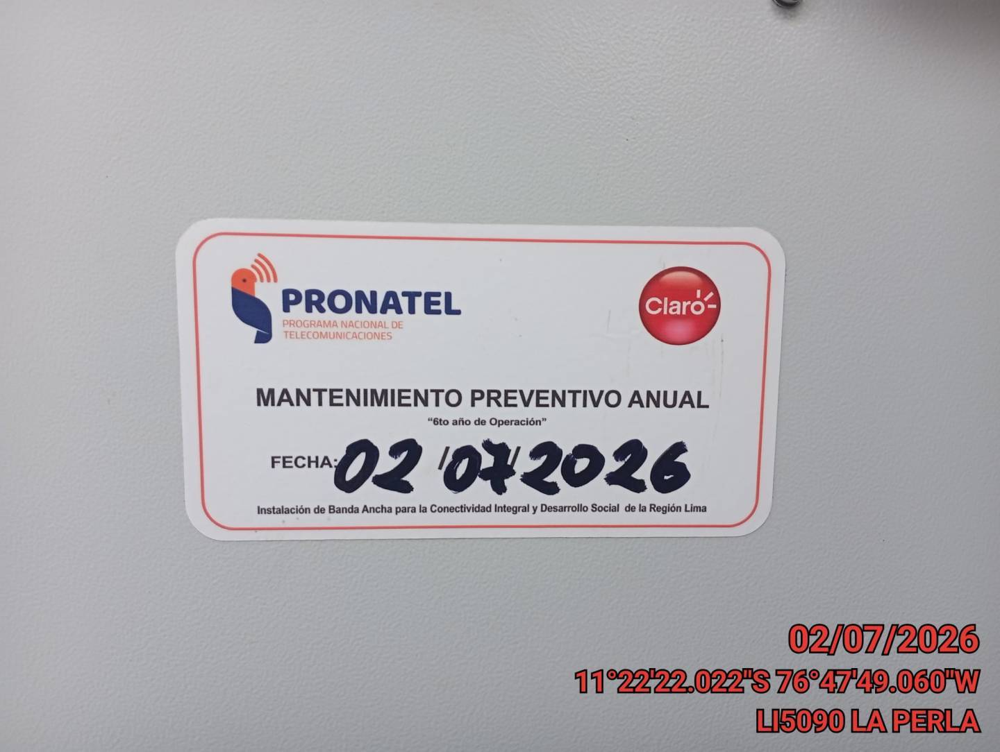 PRONATEL
PROGRAMA NACIONAL DE
TELECOMUNICACIONES
Claro
MANTENIMIENTO PREVENTIVO ANUAL
“6to año de Operación”
FECHA: 02/07/2026
Instalación de Banda Ancha para la Conectividad Integral y Desarrollo Social de la Región Lima
02/07/2026
11°22'22.022"S 76°47'49.060"W
LI5090 LA PERLA